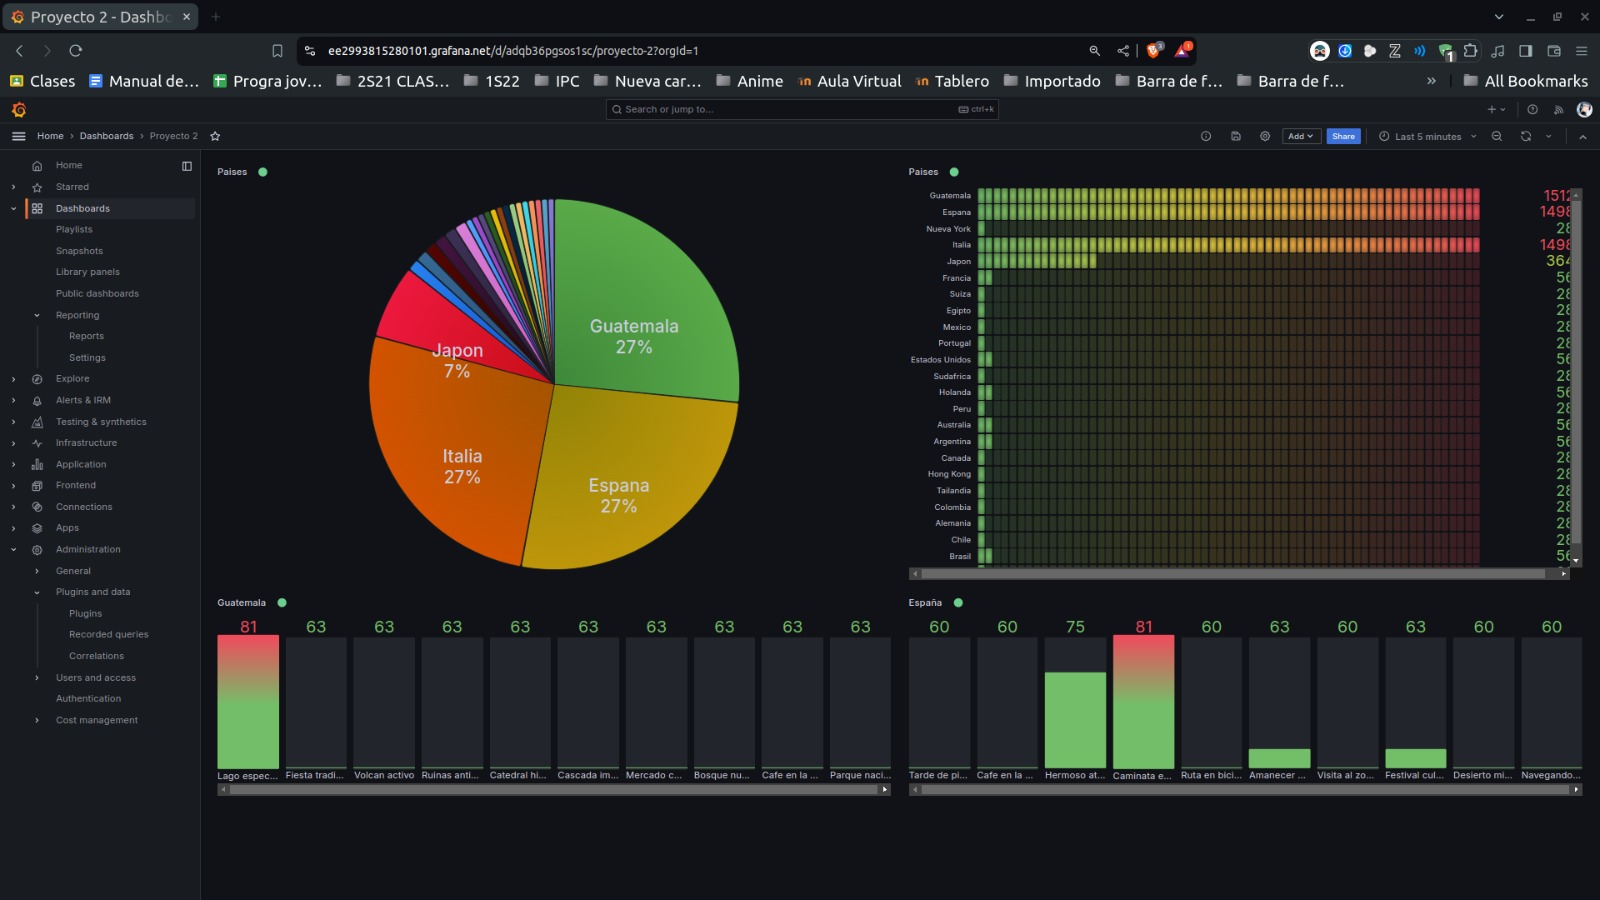 Proyecto 2 - Dashbo
ee2993815280101.grafana.net/d/adqb36pgsos1sc/proyecto-2?orgId=1
Clases Manual de... Progra jov... 2S21 CLAS... 1S22 IPC Nueva car... Anime Aula Virtual Tablero Importado Barra de f... Barra de f... » All Bookmarks
Search or jump to... ctrl+k
Home › Dashboards › Proyecto 2 Add Share Last 5 minutes
Home
Starred
Dashboards
Playlists
Snapshots
Library panels
Public dashboards
Reporting
Reports
Settings
Explore
Alerts & IRM
Testing & synthetics
Infrastructure
Application
Frontend
Connections
Apps
Administration
General
Plugins and data
Plugins
Recorded queries
Correlations
Users and access
Authentication
Cost management
Paises
Guatemala
27%
Japon
7%
Italia
27%
Espana
27%
Paises
Guatemala 1512
Espana 1498
Nueva York 28
Italia 1498
Japon 364
Francia 56
Suiza 28
Egipto 28
Mexico 28
Portugal 28
Estados Unidos 56
Sudafrica 28
Holanda 56
Peru 28
Australia 56
Argentina 56
Canada 28
Hong Kong 28
Tailandia 28
Colombia 28
Alemania 28
Chile 28
Brasil 56
Guatemala
81 63 63 63 63 63 63 63 63 63
Lago espec... Fiesta tradi... Volcan activo Ruinas anti... Catedral hi... Cascada im... Mercado c... Bosque nu... Cafe en la ... Parque naci...
España
60 60 75 81 60 63 60 63 60 60
Tarde de pi... Cafe en la ... Hermoso at... Caminata e... Ruta en bici... Amanecer ... Visita al zo... Festival cul... Desierto mi... Navegando...